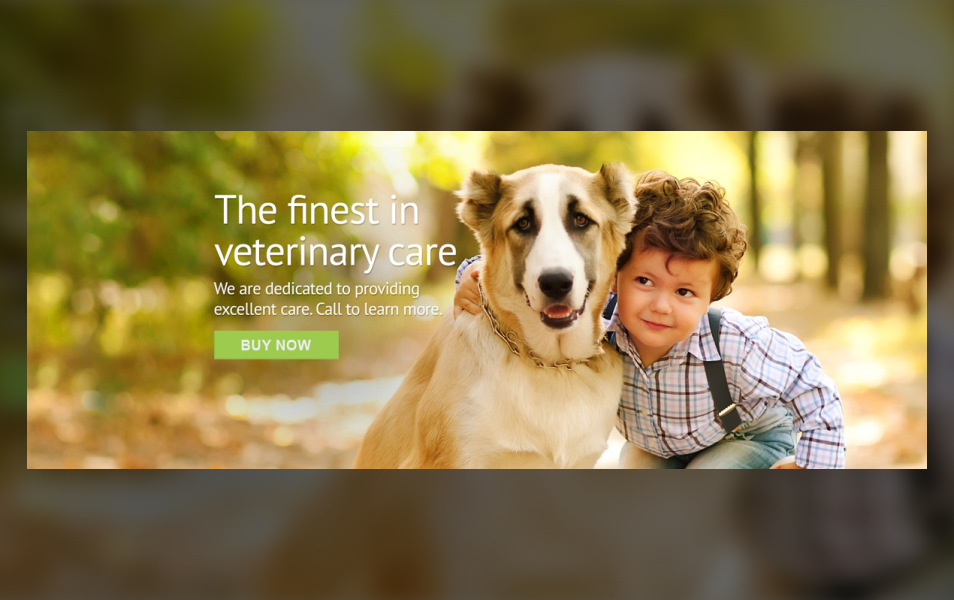 The finest in
veterinary care
We are dedicated to providing
excellent care. Call to learn more.
BUY NOW